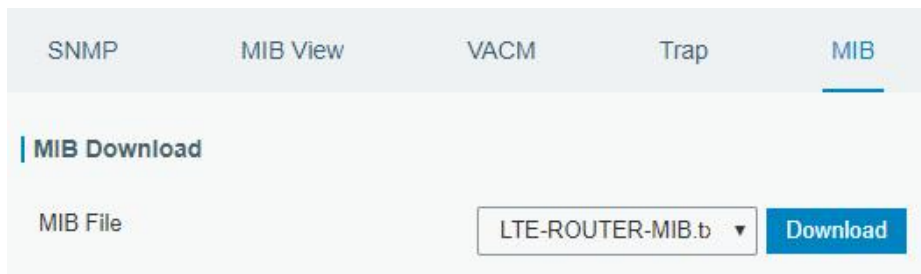 SNMP MIB View VACM Trap MIB
MIB Download
MIB File LTE-ROUTER-MIB.t Download